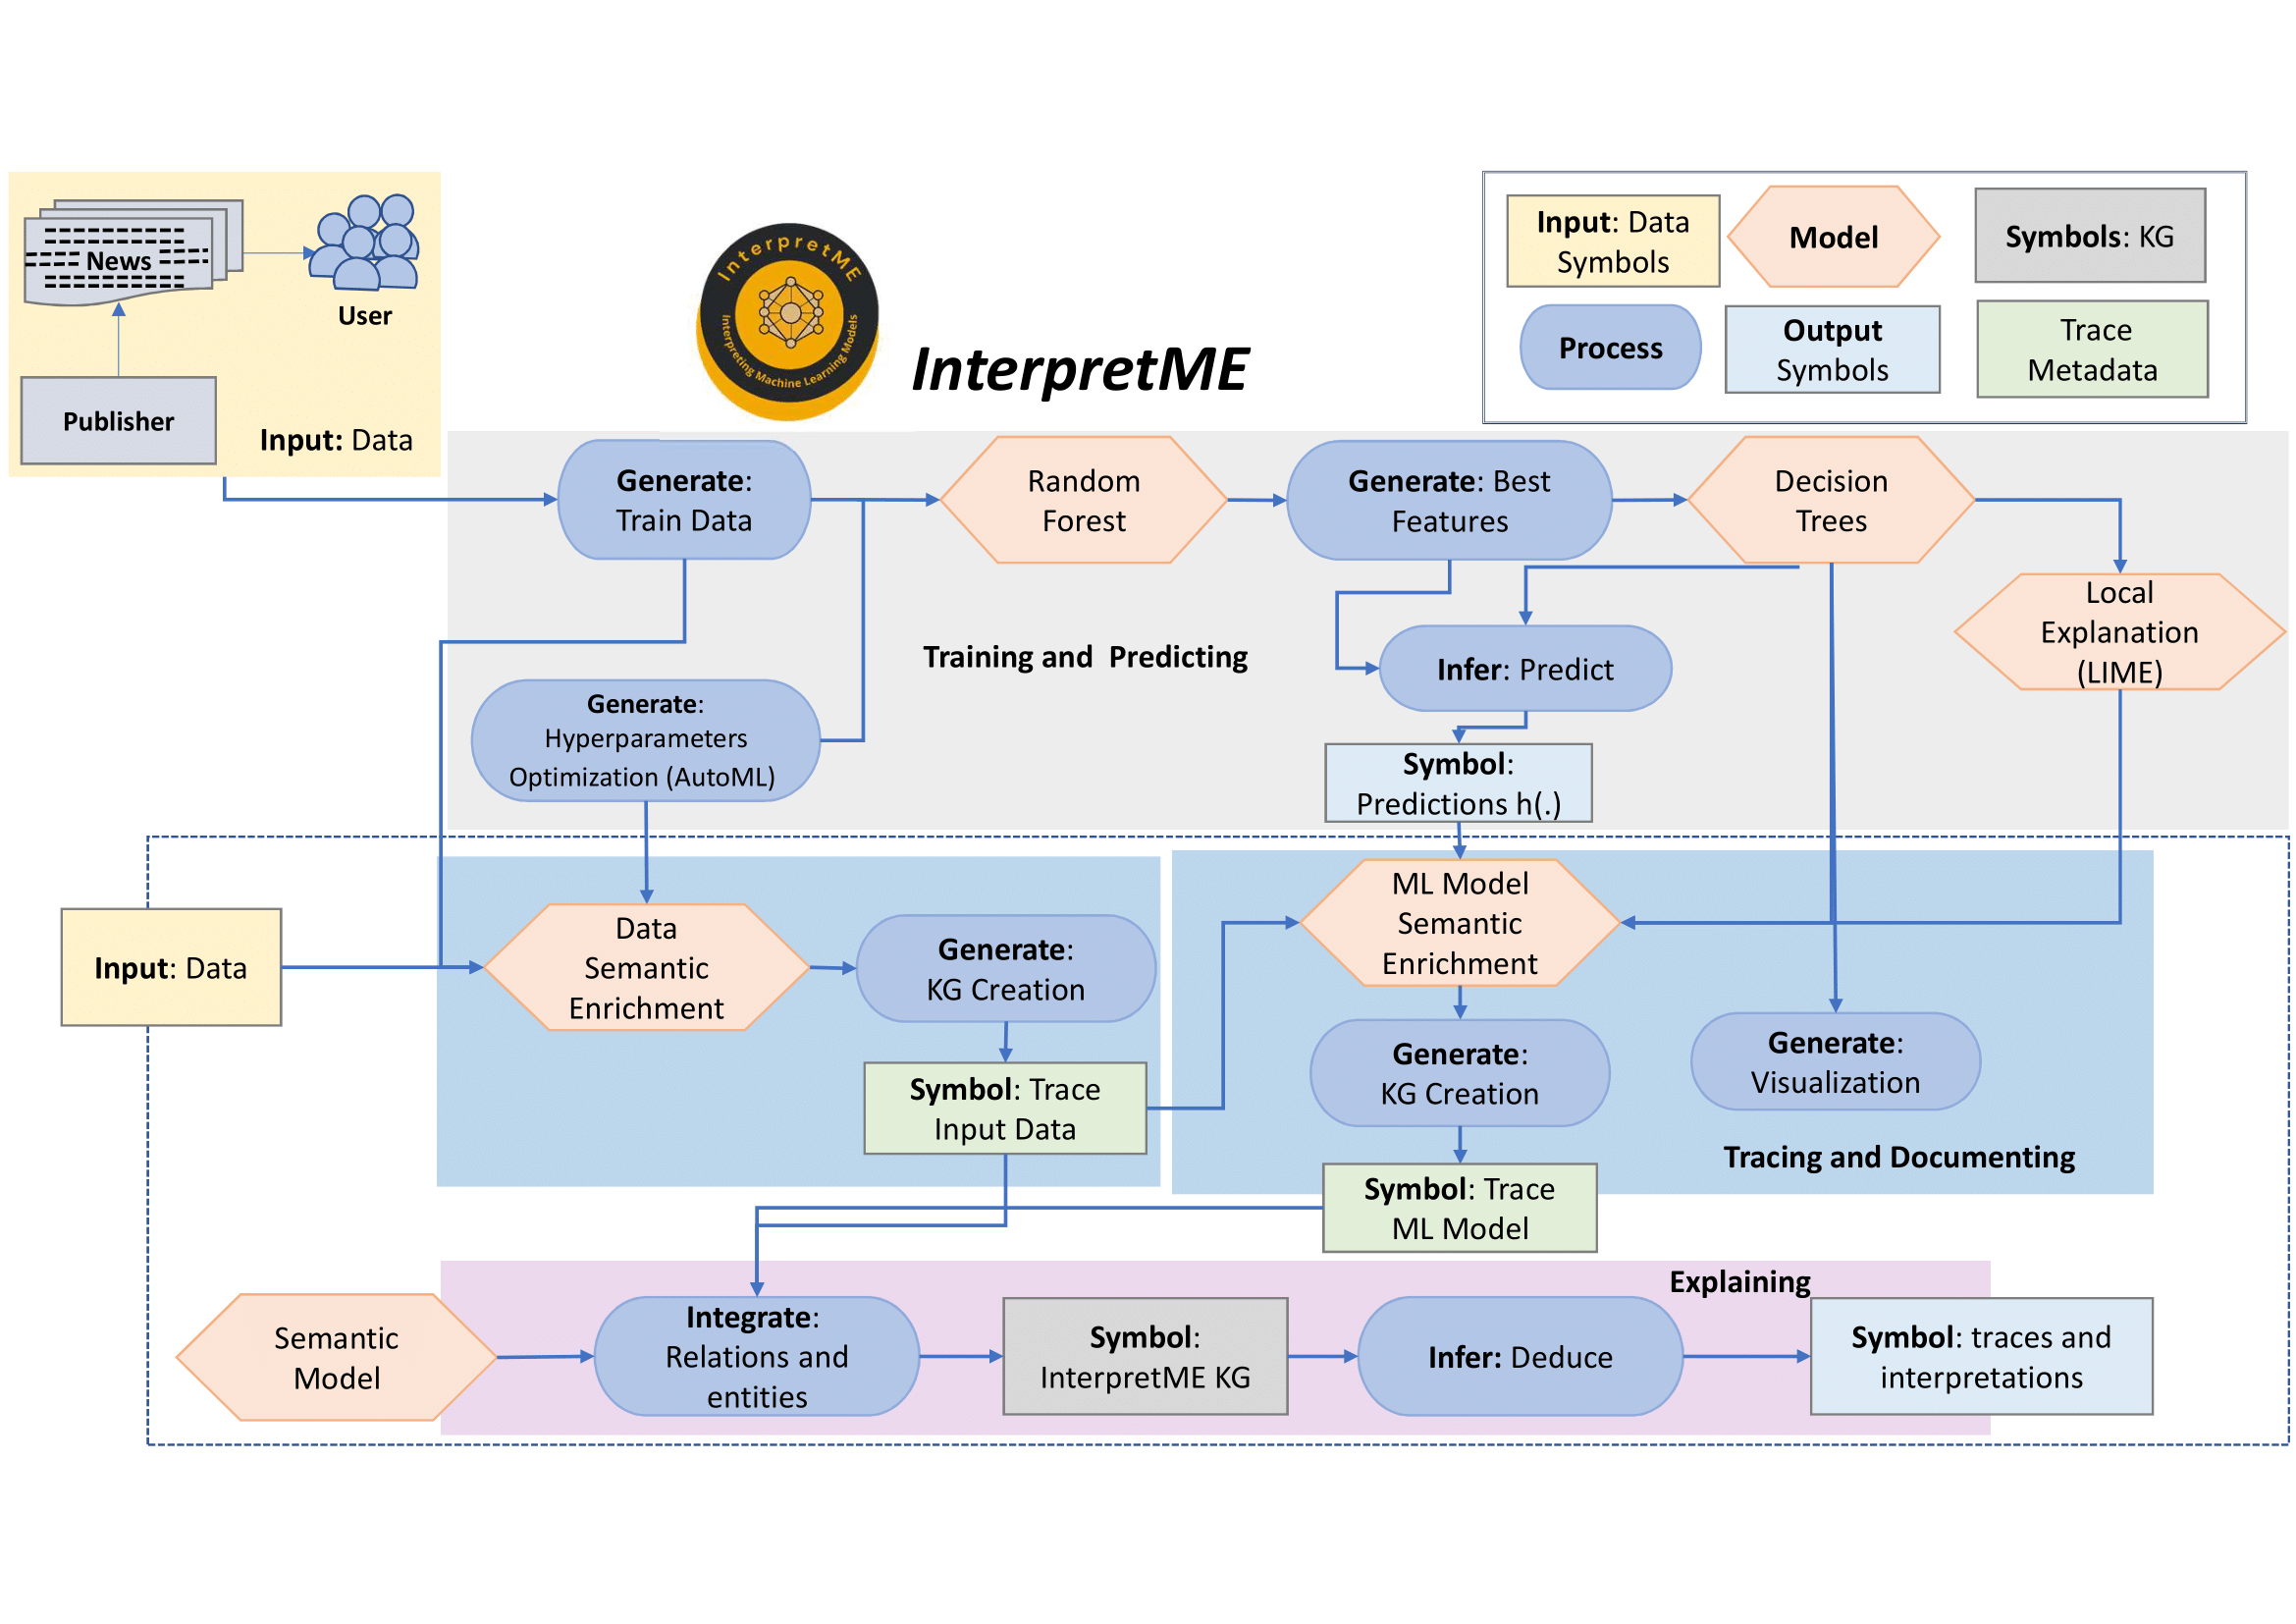 News
User
Publisher
Input: Data
InterpretME
Interpreting Machine Learning Models
InterpretME
Input: Data
Symbols
Model
Symbols: KG
Process
Output
Symbols
Trace
Metadata
Generate:
Train Data
Random
Forest
Generate: Best
Features
Decision
Trees
Local
Explanation
(LIME)
Training and Predicting
Infer: Predict
Generate:
Hyperparameters
Optimization (AutoML)
Symbol:
Predictions h(.)
Input: Data
Data
Semantic
Enrichment
Generate:
KG Creation
Symbol: Trace
Input Data
ML Model
Semantic
Enrichment
Generate:
KG Creation
Generate:
Visualization
Tracing and Documenting
Symbol: Trace
ML Model
Explaining
Semantic
Model
Integrate:
Relations and
entities
Symbol:
InterpretME KG
Infer: Deduce
Symbol: traces and
interpretations